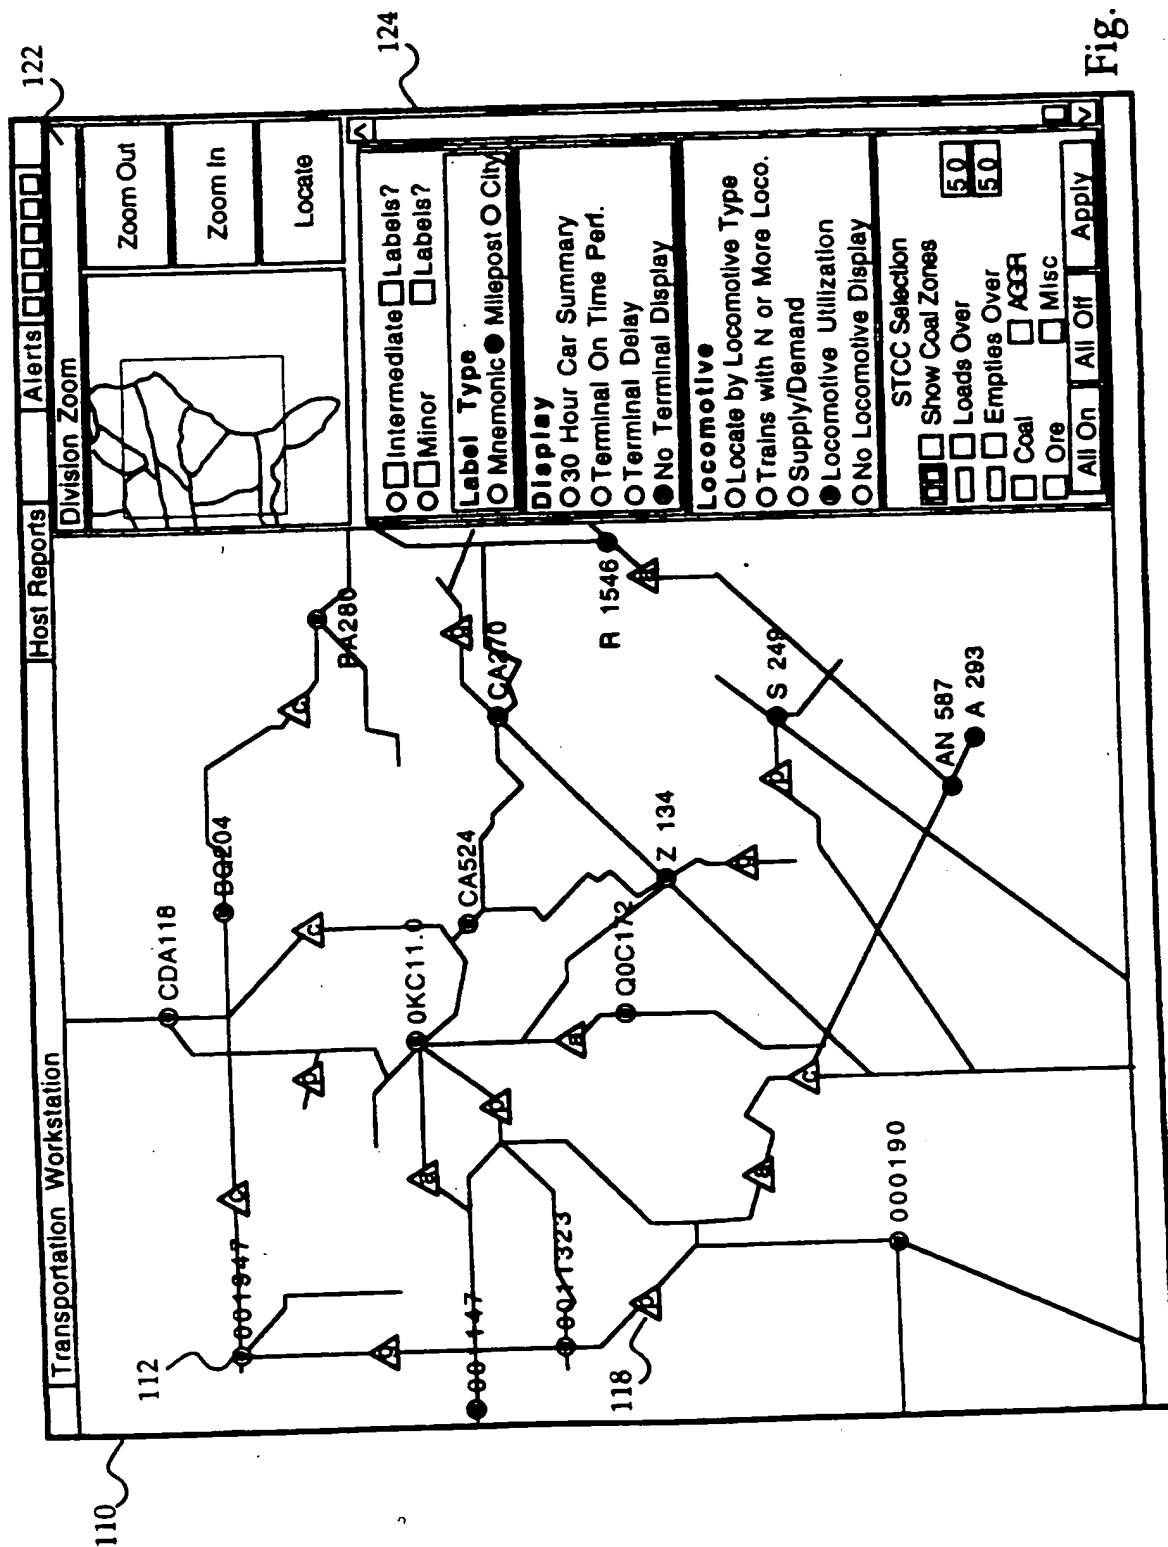 122
124
110
112
118
Transportation Workstation
Host Reports
Alerts
Division Zoom
Zoom Out
Zoom In
Locate
Intermediate Labels?
Minor Labels?
Label Type
Mnemonic Milepost City
Display
30 Hour Car Summary
Terminal On Time Perf.
Terminal Delay
No Terminal Display
Locomotive
Locate by Locomotive Type
Trains with N or More Loco.
Supply/Demand
Locomotive Utilization
No Locomotive Display
STCC Selection
Show Coal Zones
Loads Over 50
Empties Over 50
Coal AGGR
Ore Misc
All On All Off Apply
CDA118
0001947
BQ204
BA280
c
c
c
b
g
0KC11.0
CA524
CA270
g
a
b
a
001147
0011323
Q0C172
Z 134
R 1546
a
b
a
c
g
b
S 249
AN 587
A 293
000190
Fig.